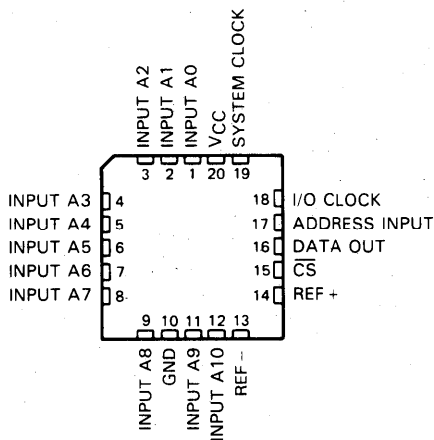 INPUT A2
INPUT A1
INPUT A0
VCC
SYSTEM CLOCK
3 2 1 20 19
INPUT A3 4
INPUT A4 5
INPUT A5 6
INPUT A6 7
INPUT A7 8
18 I/O CLOCK
17 ADDRESS INPUT
16 DATA OUT
15 C̅S̅
14 REF+
9 10 11 12 13
INPUT A8
GND
INPUT A9
INPUT A10
REF−